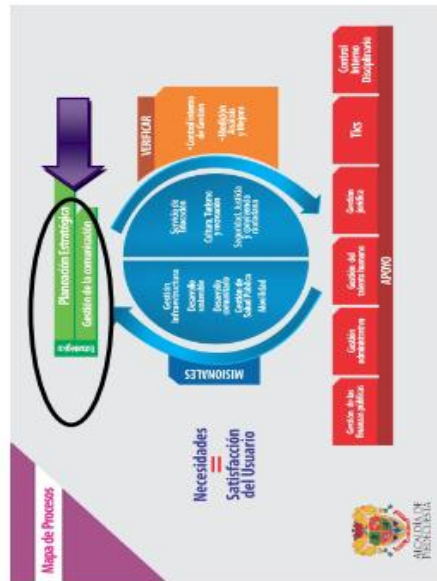 Mapa de Procesos
Estratégico
Planeación Estratégica
Gestión de la comunicación
Necesidades
=
Satisfacción
del Usuario
MISIONALES
Gestión
Infraestructura
Desarrollo
sostenible
Desarrollo
comunitario
Gestión de
Salud Pública
Movilidad
Servicio de
Educación
Cultura, Turismo
y recreación
Seguridad, Justicia
y convivencia
ciudadana
VERIFICAR
• Control interno
de Gestión
• Medición
Análisis
y Mejora
Gestión de las
finanzas públicas
Gestión
administrativa
Gestión del
talento humano
Gestión
jurídica
Tics
Control
Interno
Disciplinario
APOYO
ALCALDÍA DE
PIEDECUESTA